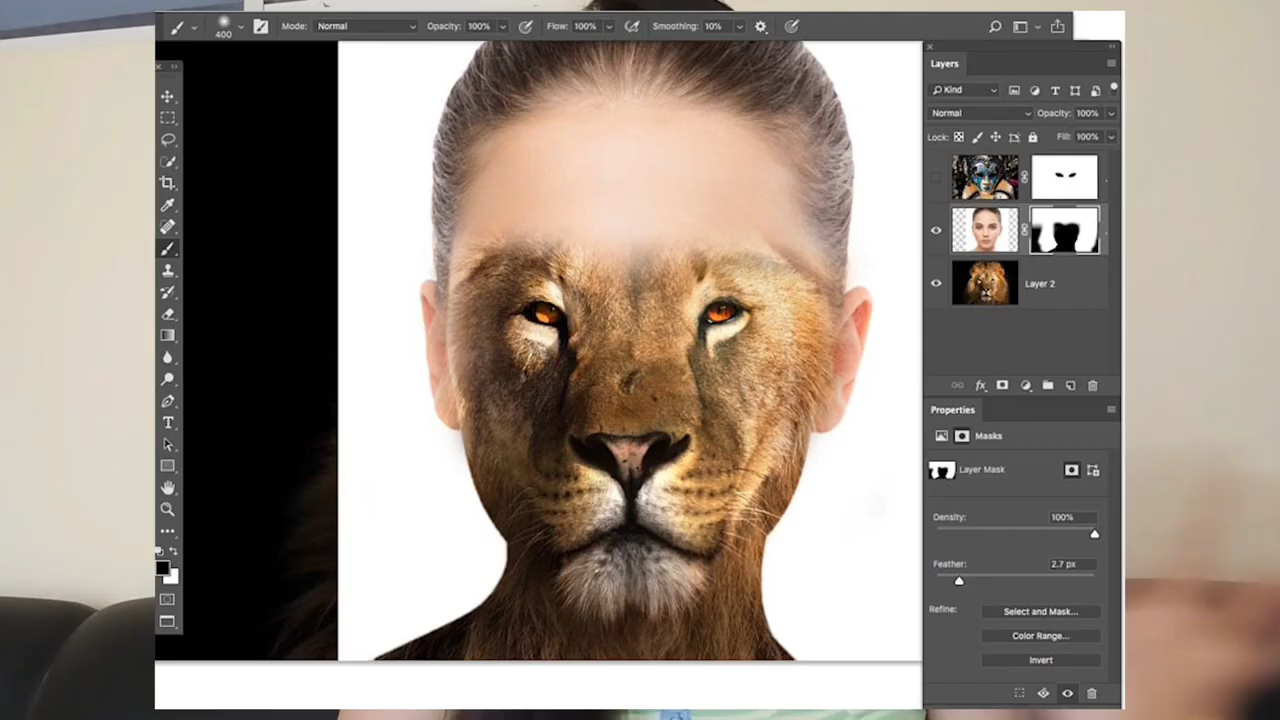 400 Mode: Normal Opacity: 100% Flow: 100% Smoothing: 10%
Layers
Kind
Normal Opacity: 100%
Lock: Fill: 100%
Layer 2
fx
Properties
Masks
Layer Mask
Density: 100%
Feather: 2.7 px
Refine: Select and Mask...
Color Range...
Invert